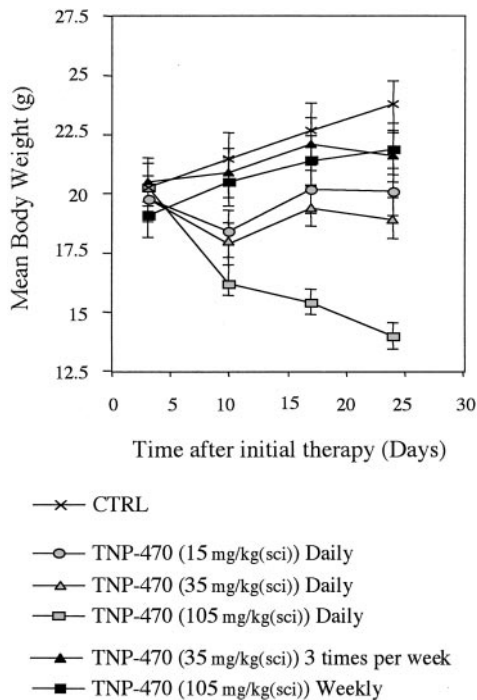 27.5
25
22.5
20
17.5
15
12.5
0 5 10 15 20 25 30
Mean Body Weight (g)
Time after initial therapy (Days)
CTRL
TNP-470 (15 mg/kg(sci)) Daily
TNP-470 (35 mg/kg(sci)) Daily
TNP-470 (105 mg/kg(sci)) Daily
TNP-470 (35 mg/kg(sci)) 3 times per week
TNP-470 (105 mg/kg(sci)) Weekly